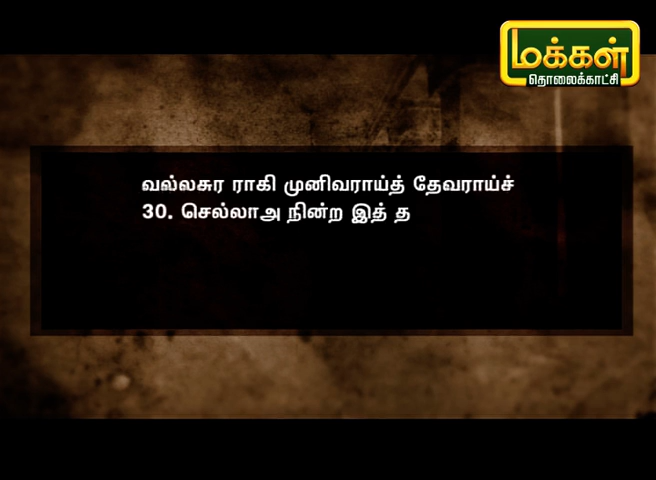 மக்கள்
தொலைக்காட்சி
வல்லசுர ராகி முனிவராய்த் தேவராய்ச்
30. செல்லாஅ நின்ற இத் த